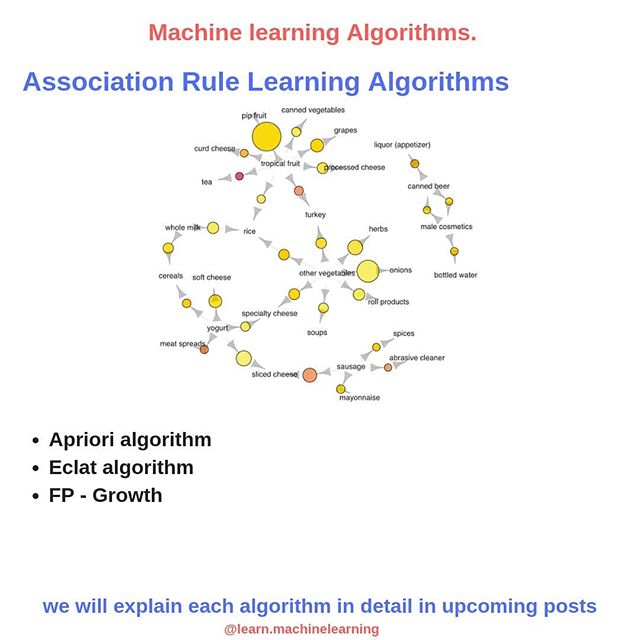 Machine learning Algorithms.
Association Rule Learning Algorithms
canned vegetables
pip fruit
grapes
curd cheese
liquor (appetizer)
tropical fruit
processed cheese
tea
canned beer
turkey
whole milk
rice
herbs
male cosmetics
cereals
soft cheese
other vegetables
onions
bottled water
roll products
specialty cheese
yogurt
soups
spices
meat spreads
abrasive cleaner
sliced cheese
sausage
mayonnaise
• Apriori algorithm
• Eclat algorithm
• FP - Growth
we will explain each algorithm in detail in upcoming posts
@learn.machinelearning